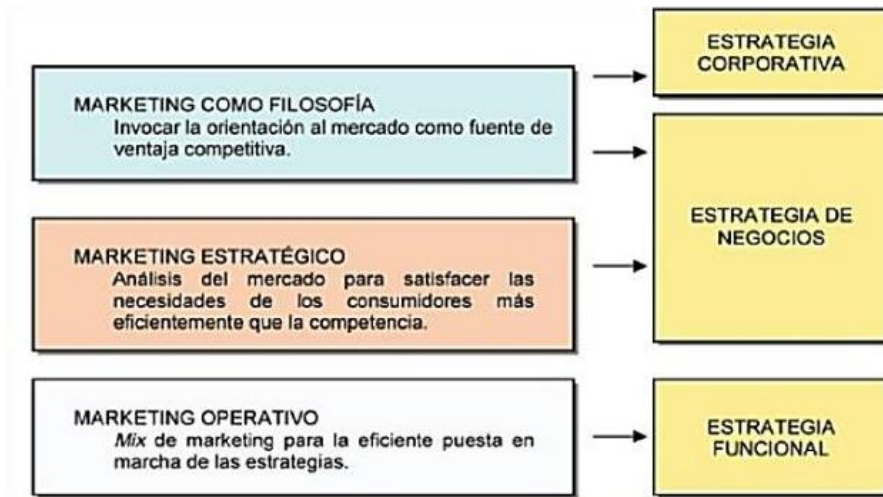 MARKETING COMO FILOSOFÍA
Invocar la orientación al mercado como fuente de
ventaja competitiva.
ESTRATEGIA
CORPORATIVA
MARKETING ESTRATÉGICO
Análisis del mercado para satisfacer las
necesidades de los consumidores más
eficientemente que la competencia.
ESTRATEGIA DE
NEGOCIOS
MARKETING OPERATIVO
Mix de marketing para la eficiente puesta en
marcha de las estrategias.
ESTRATEGIA
FUNCIONAL